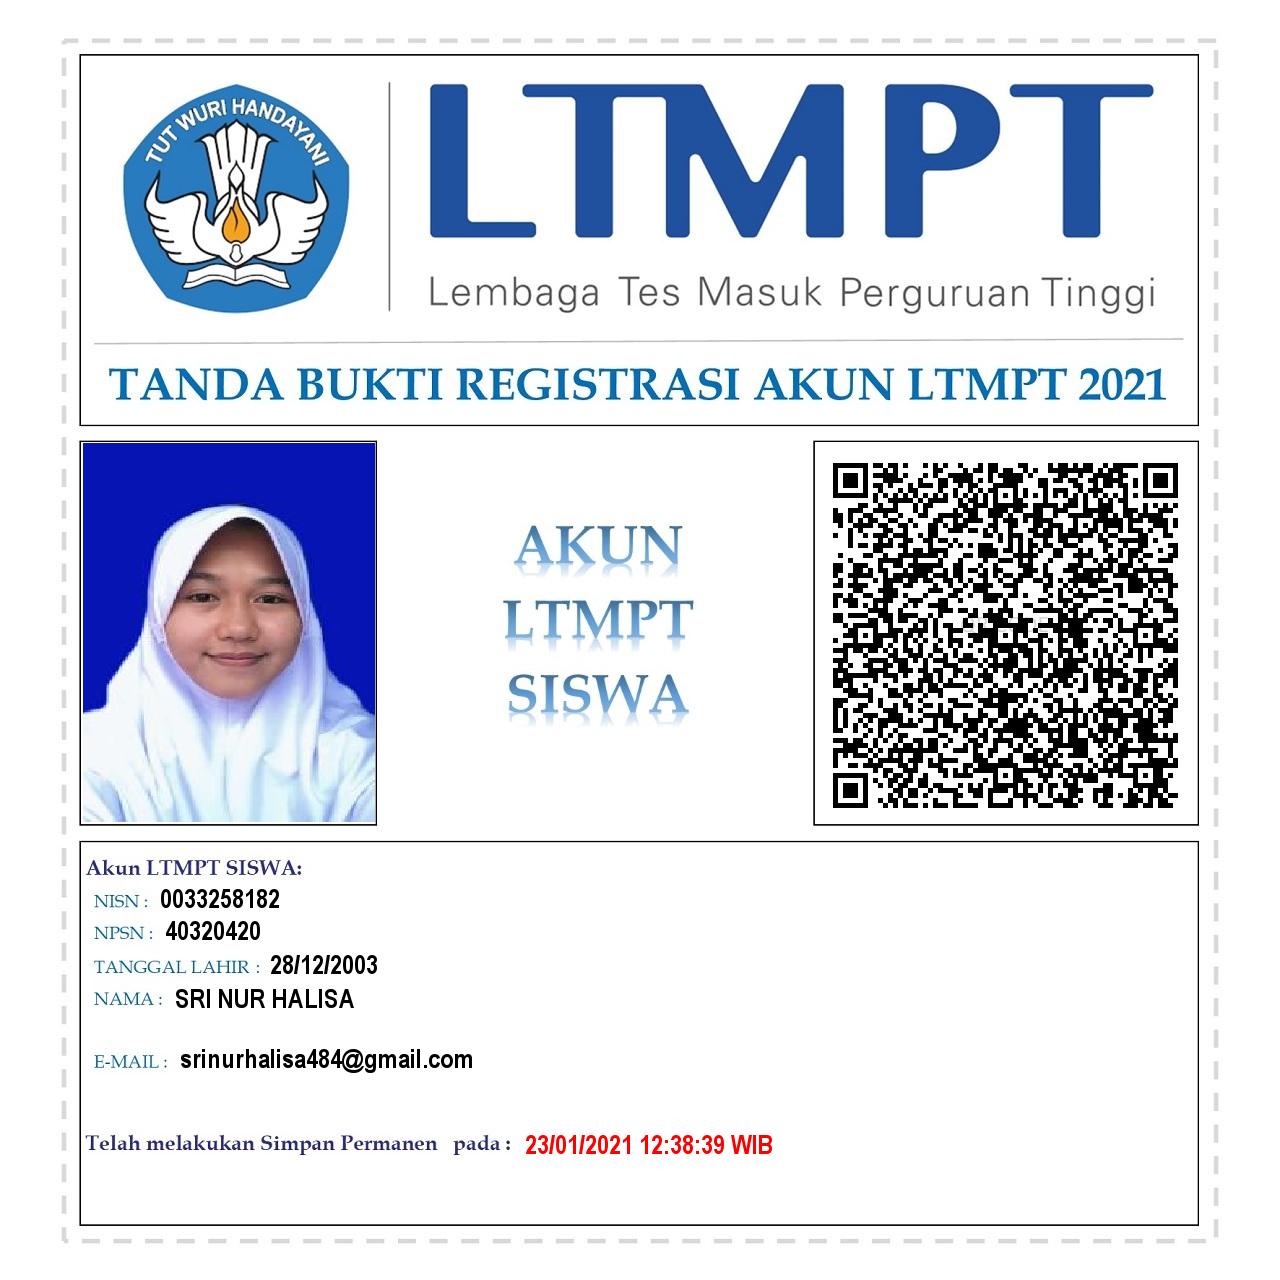 TUT WURI HANDAYANI
LTMPT
Lembaga Tes Masuk Perguruan Tinggi
TANDA BUKTI REGISTRASI AKUN LTMPT 2021
AKUN
LTMPT
SISWA
Akun LTMPT SISWA:
NISN : 0033258182
NPSN : 40320420
TANGGAL LAHIR : 28/12/2003
NAMA : SRI NUR HALISA
E-MAIL : srinurhalisa484@gmail.com
Telah melakukan Simpan Permanen pada : 23/01/2021 12:38:39 WIB